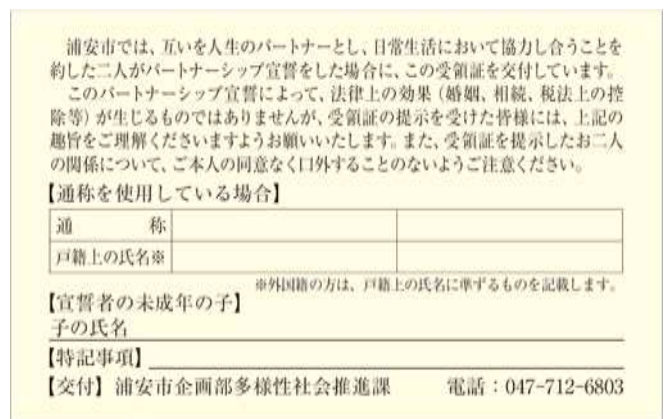 浦安市では、互いを人生のパートナーとし、日常生活において協力し合うことを
約した二人がパートナーシップ宣誓をした場合に、この受領証を交付しています。
このパートナーシップ宣誓によって、法律上の効果（婚姻、相続、税法上の控
除等）が生じるものではありませんが、受領証の提示を受けた皆様には、上記の
趣旨をご理解くださいますようお願いいたします。また、受領証を提示したお二人
の関係について、ご本人の同意なく口外することのないようご注意ください。
【通称を使用している場合】
通　　称
戸籍上の氏名※
※外国籍の方は、戸籍上の氏名に準ずるものを記載します。
【宣誓者の未成年の子】
子の氏名
【特記事項】
【交付】浦安市企画部多様性社会推進課　　電話：047-712-6803